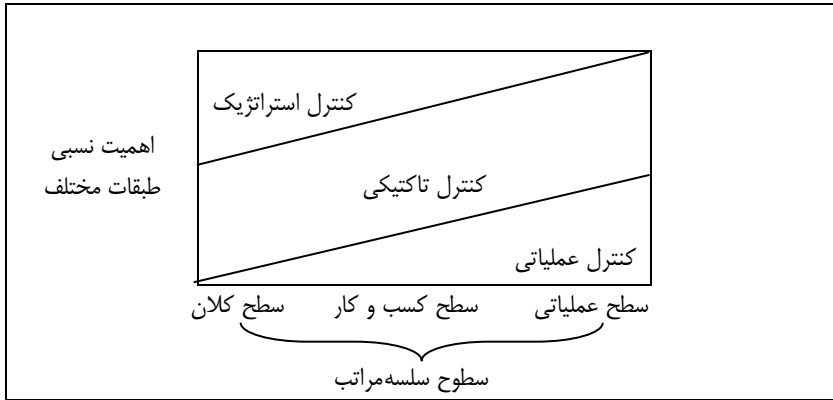 کنترل استراتژیک
اهمیت نسبی
طبقات مختلف
کنترل تاکتیکی
کنترل عملیاتی
سطح عملیاتی
سطح کسب و کار
سطح کلان
سطوح سلسه‌مراتب